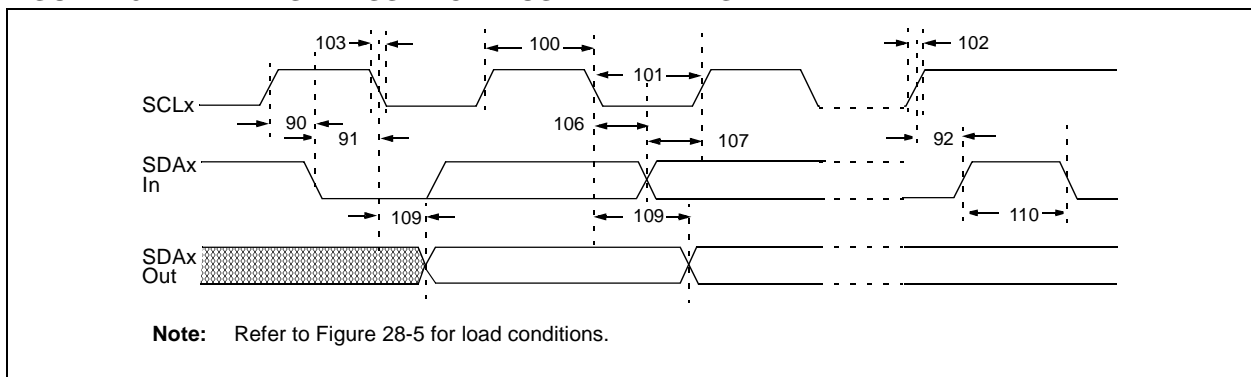 103
100
101
102
SCLx
90
91
106
107
92
SDAx
In
109
109
110
SDAx
Out
Note: Refer to Figure 28-5 for load conditions.